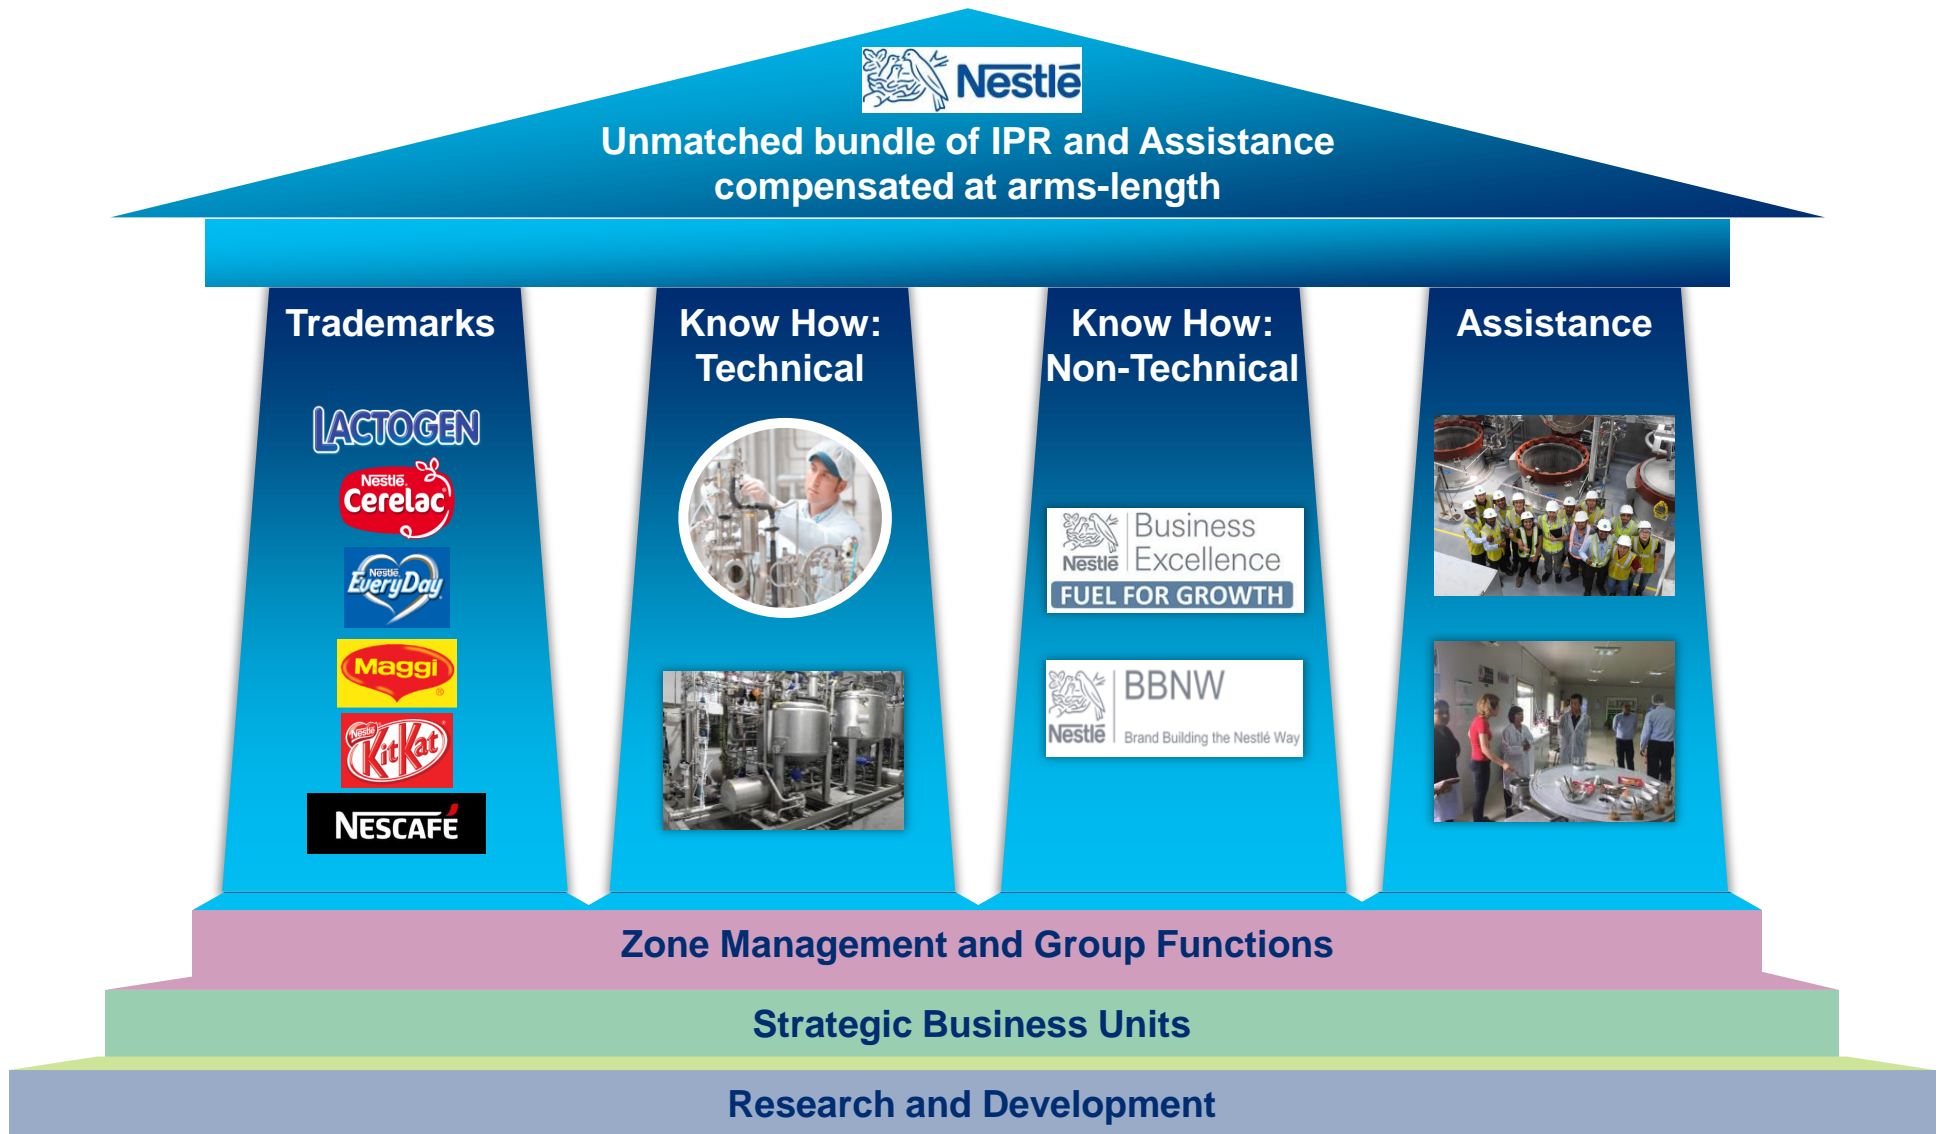 Nestlé
Unmatched bundle of IPR and Assistance
compensated at arms-length
Trademarks
LACTOGEN
Nestlé
Cerelac
Nestlé
EveryDay
Maggi
®
Nestlé
KitKat
NESCAFÉ
Know How:
Technical
Know How:
Non-Technical
Nestlé
Business
Excellence
FUEL FOR GROWTH
Nestlé
BBNW
Brand Building the Nestlé Way
Assistance
Zone Management and Group Functions
Strategic Business Units
Research and Development